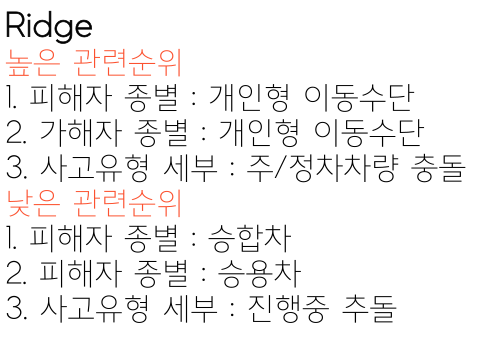 Ridge
높은 관련순위
1. 피해자 종별 : 개인형 이동수단
2. 가해자 종별 : 개인형 이동수단
3. 사고유형 세부 : 주/정차차량 충돌
낮은 관련순위
1. 피해자 종별 : 승합차
2. 피해자 종별 : 승용차
3. 사고유형 세부 : 진행중 추돌